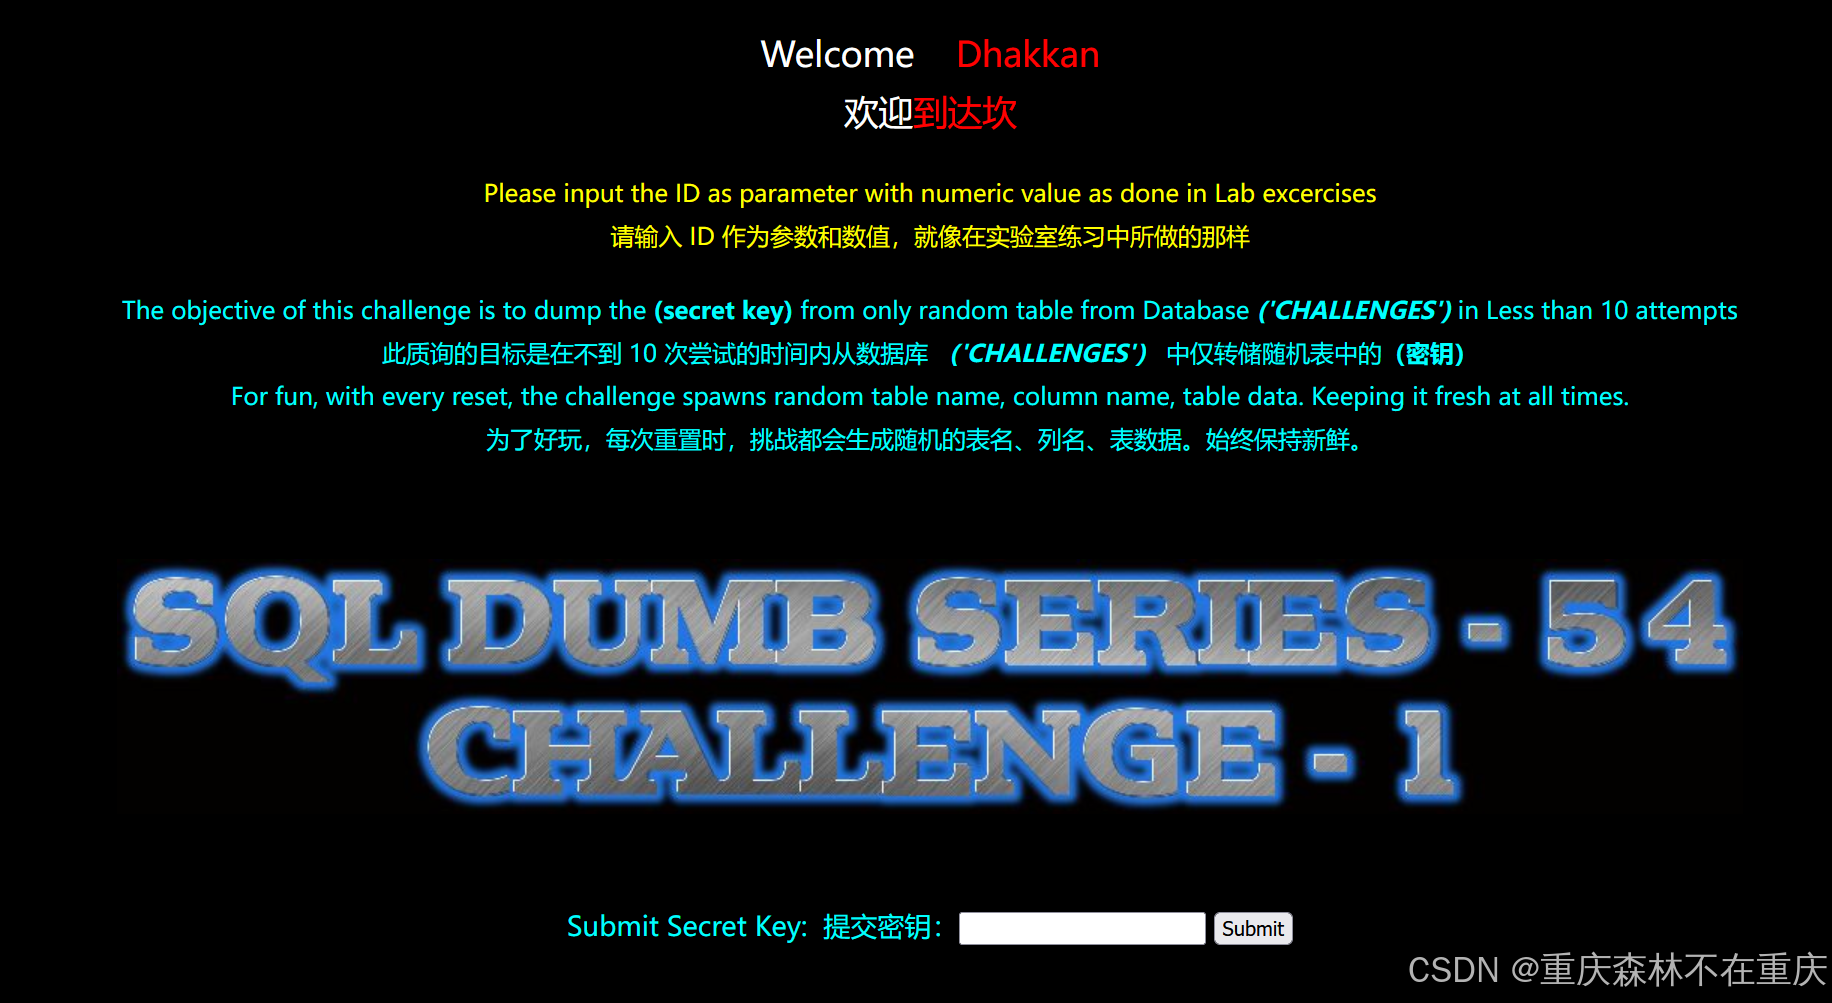 Welcome Dhakkan
欢迎到达坎
Please input the ID as parameter with numeric value as done in Lab excercises
请输入 ID 作为参数和数值，就像在实验室练习中所做的那样
The objective of this challenge is to dump the (secret key) from only random table from Database ('CHALLENGES') in Less than 10 attempts
此质询的目标是在不到 10 次尝试的时间内从数据库 （'CHALLENGES'） 中仅转储随机表中的（密钥）
For fun, with every reset, the challenge spawns random table name, column name, table data. Keeping it fresh at all times.
为了好玩，每次重置时，挑战都会生成随机的表名、列名、表数据。始终保持新鲜。
SQL DUMB SERIES - 54
CHALLENGE - 1
Submit Secret Key: 提交密钥： Submit
CSDN @重庆森林不在重庆